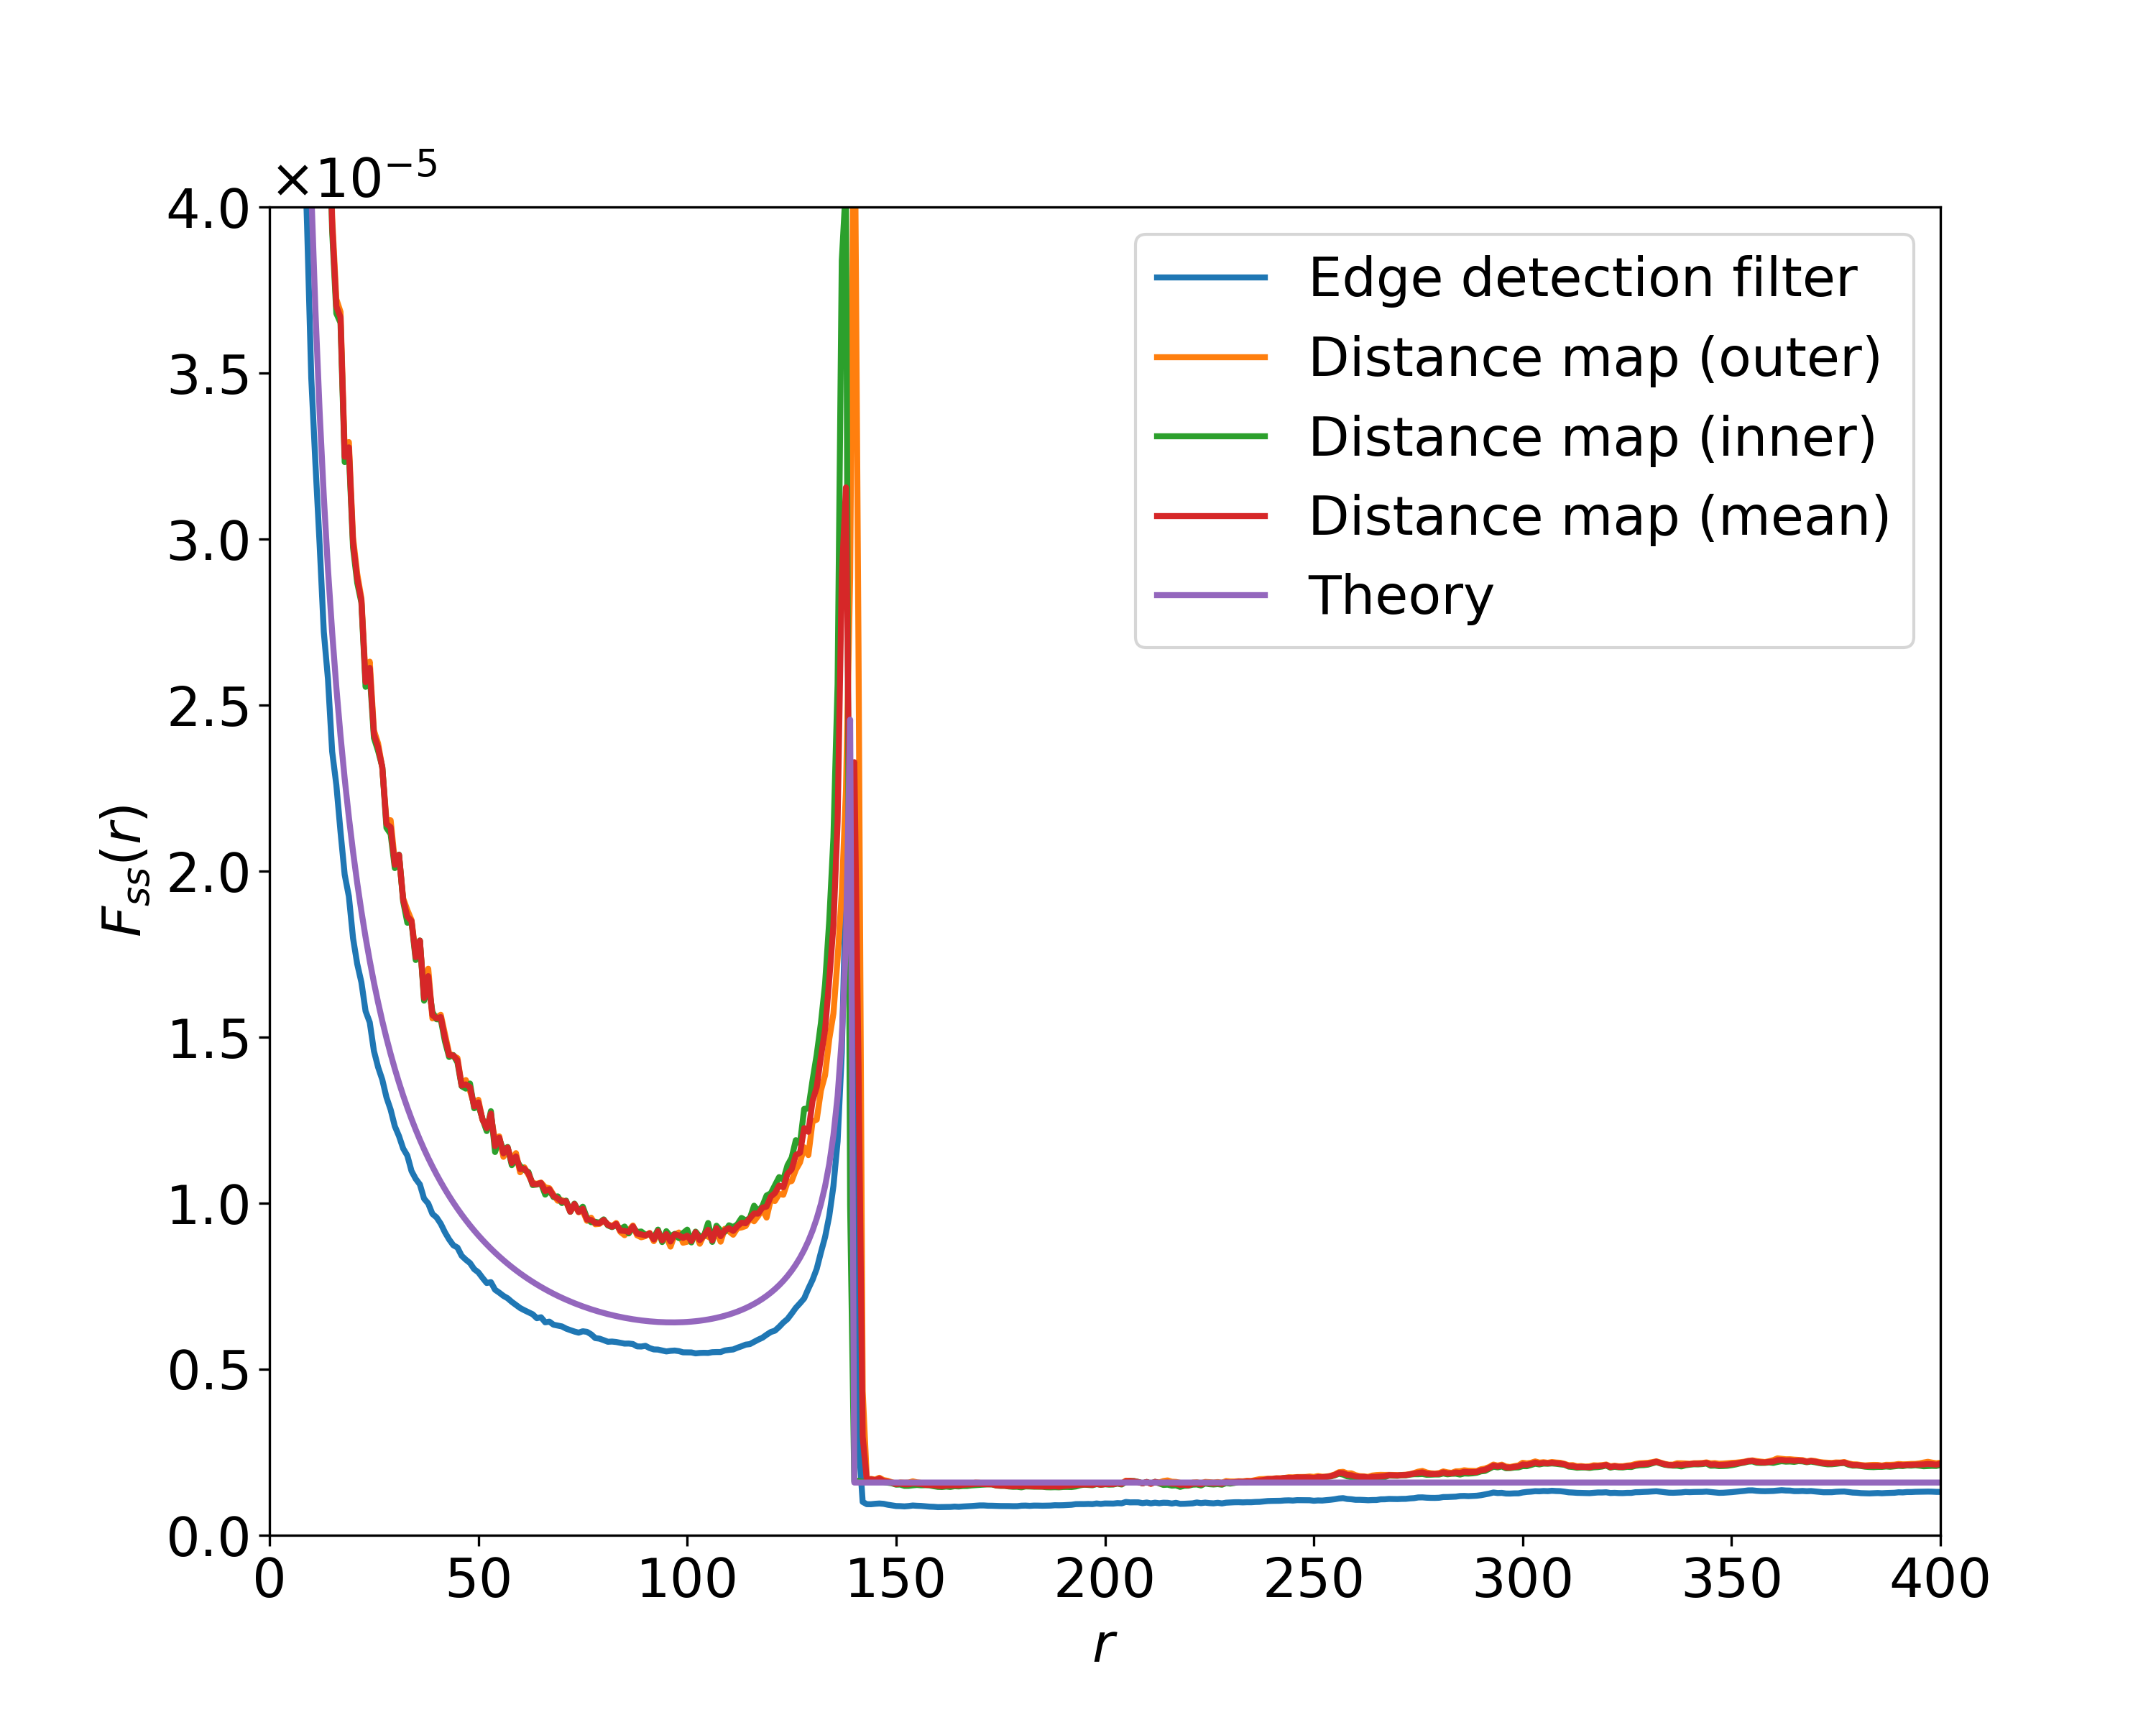 ×10⁻⁵
4.0
3.5
3.0
2.5
2.0
1.5
1.0
0.5
0.0
F_ss(r)
0 50 100 150 200 250 300 350 400
r
Edge detection filter
Distance map (outer)
Distance map (inner)
Distance map (mean)
Theory